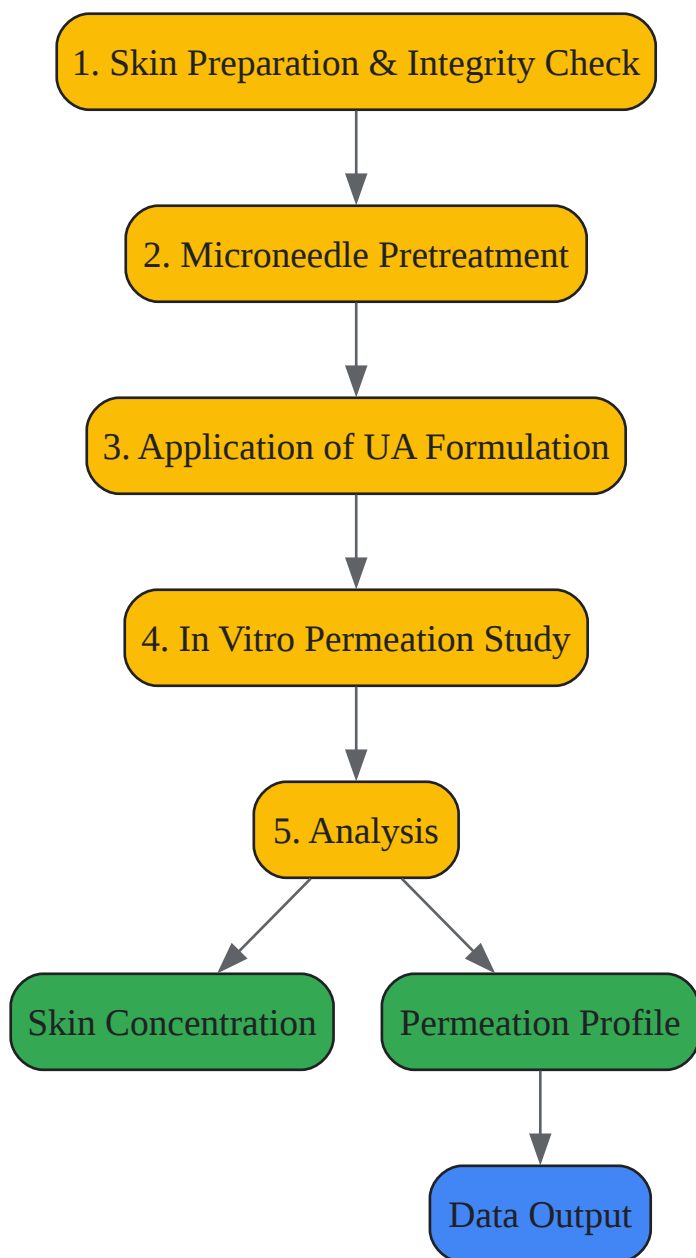 1. Skin Preparation & Integrity Check
2. Microneedle Pretreatment
3. Application of UA Formulation
4. In Vitro Permeation Study
5. Analysis
Skin Concentration
Permeation Profile
Data Output